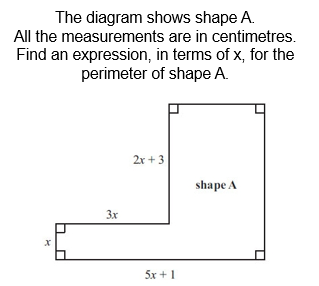 The diagram shows shape A.
All the measurements are in centimetres.
Find an expression, in terms of x, for the
perimeter of shape A.
2x + 3
shape A
3x
x
5x + 1